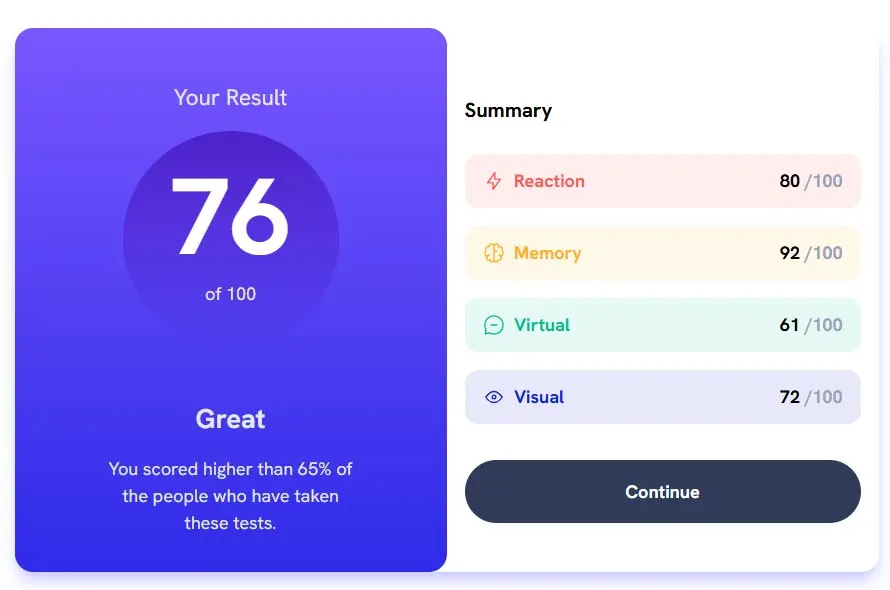 Your Result
76
of 100
Great
You scored higher than 65% of
the people who have taken
these tests.
Summary
Reaction 80 /100
Memory 92 /100
Virtual 61 /100
Visual 72 /100
Continue